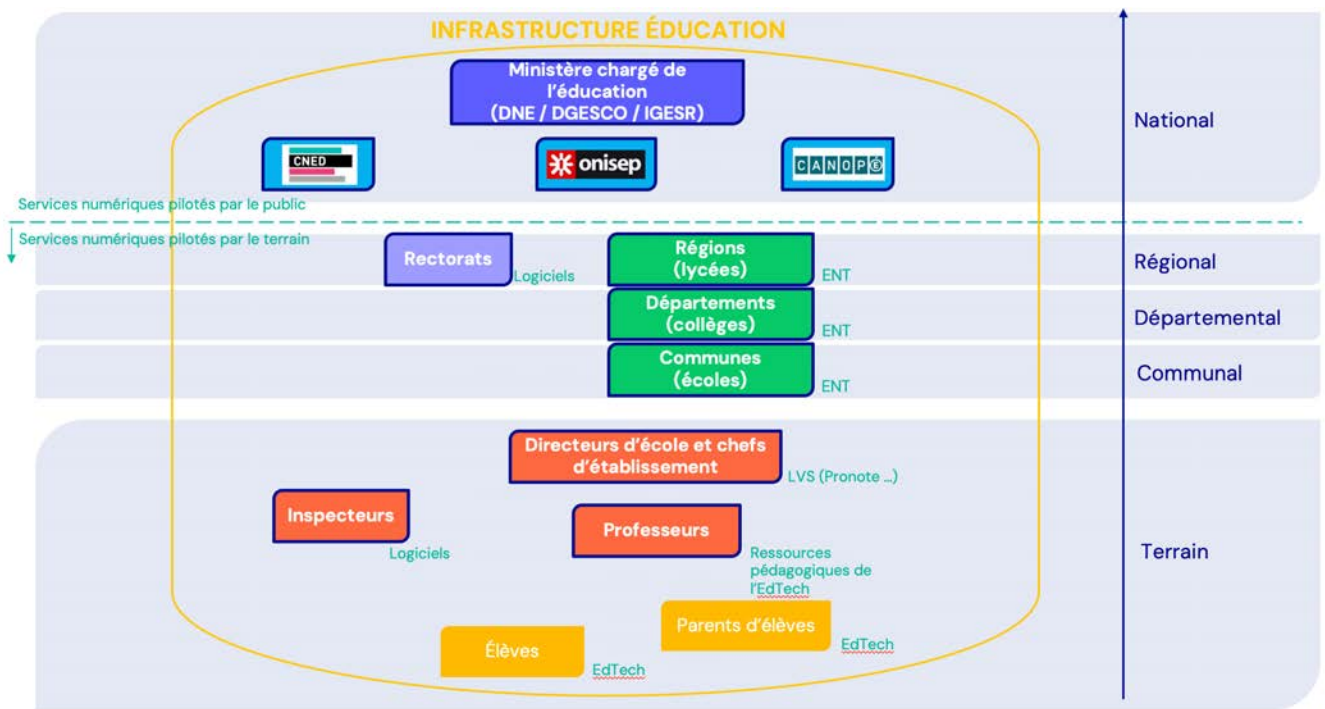 INFRASTRUCTURE ÉDUCATION
Ministère chargé de
l'éducation
(DNE / DGESCO / IGESR)
National
CNED
onisep
CANOPÉ
Services numériques pilotés par le public
Services numériques pilotés par le terrain
Rectorats
Logiciels
Régions
(lycées)
ENT
Régional
Départements
(collèges)
ENT
Départemental
Communes
(écoles)
ENT
Communal
Directeurs d'école et chefs
d'établissement
LVS (Pronote ...)
Inspecteurs
Logiciels
Professeurs
Ressources
pédagogiques de
l'EdTech
Terrain
Parents d'élèves
EdTech
Élèves
EdTech